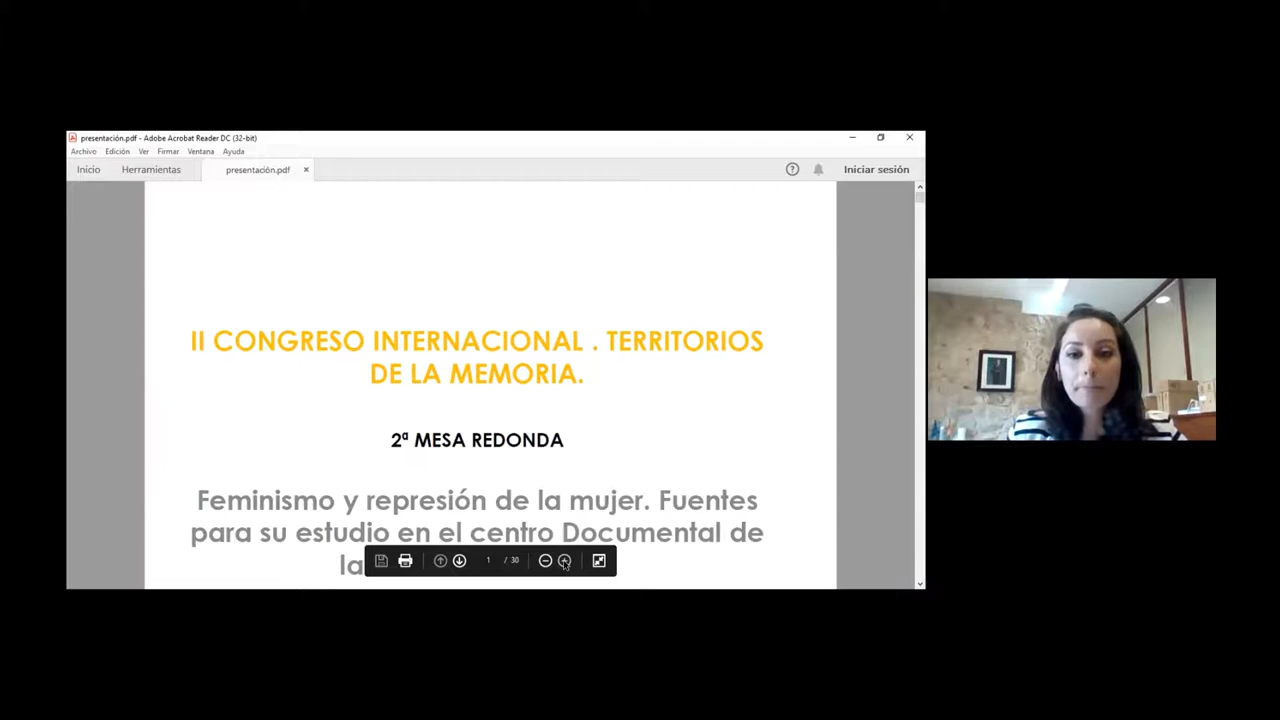 presentación.pdf - Adobe Acrobat Reader DC (32-bit)
Archivo Edición Ver Firmar Ventana Ayuda
Inicio Herramientas presentación.pdf Iniciar sesión
II CONGRESO INTERNACIONAL . TERRITORIOS
DE LA MEMORIA.
2ª MESA REDONDA
Feminismo y represión de la mujer. Fuentes
para su estudio en el centro Documental de
la
1 / 30